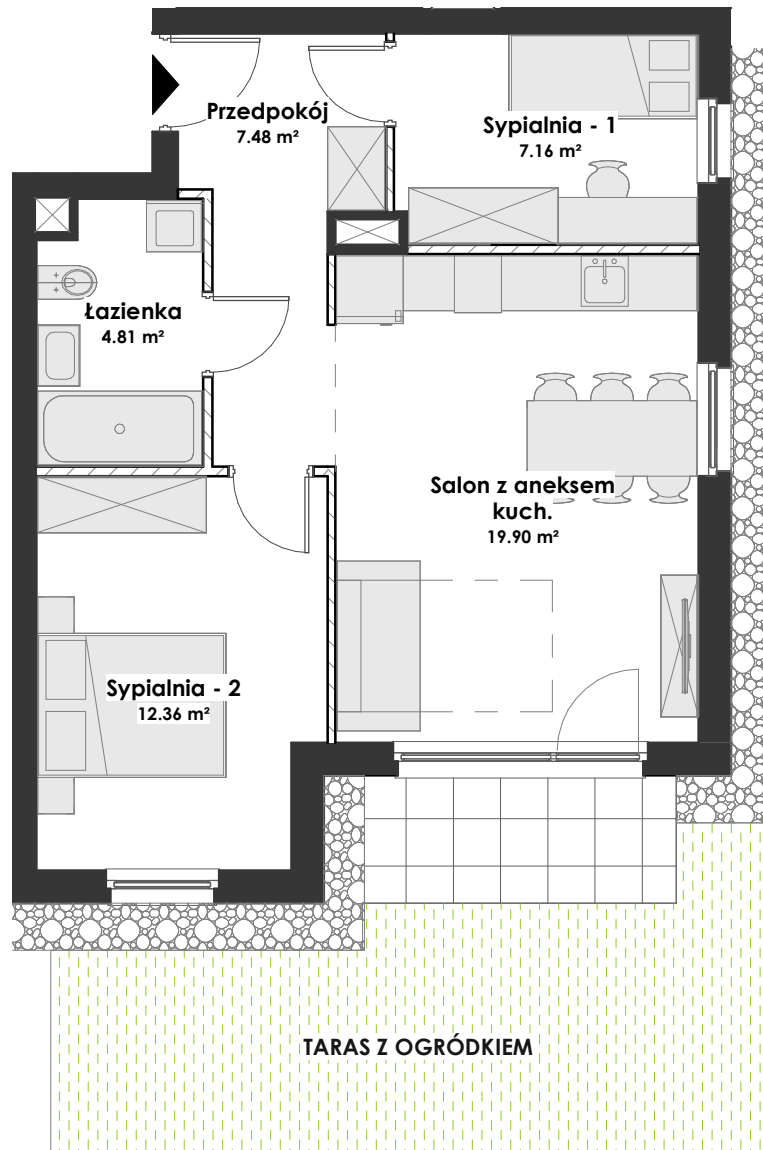 Przedpokój
7.48 m²
Sypialnia - 1
7.16 m²
Łazienka
4.81 m²
Salon z aneksem
kuch.
19.90 m²
Sypialnia - 2
12.36 m²
TARAS Z OGRÓDKIEM